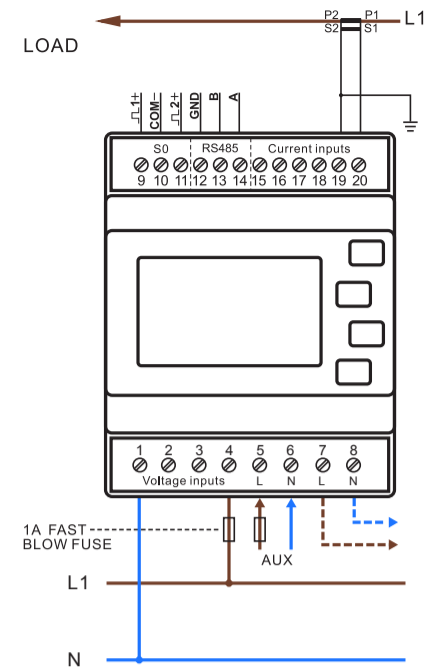 P2 P1 L1
S2 S1
LOAD
⎍1+
COM−
⎍2+
GND
B
A
S0 RS485 Current inputs
9 10 11 12 13 14 15 16 17 18 19 20
1 2 3 4 5 6 7 8
L N L N
Voltage inputs
1A FAST
BLOW FUSE
AUX
L1
N